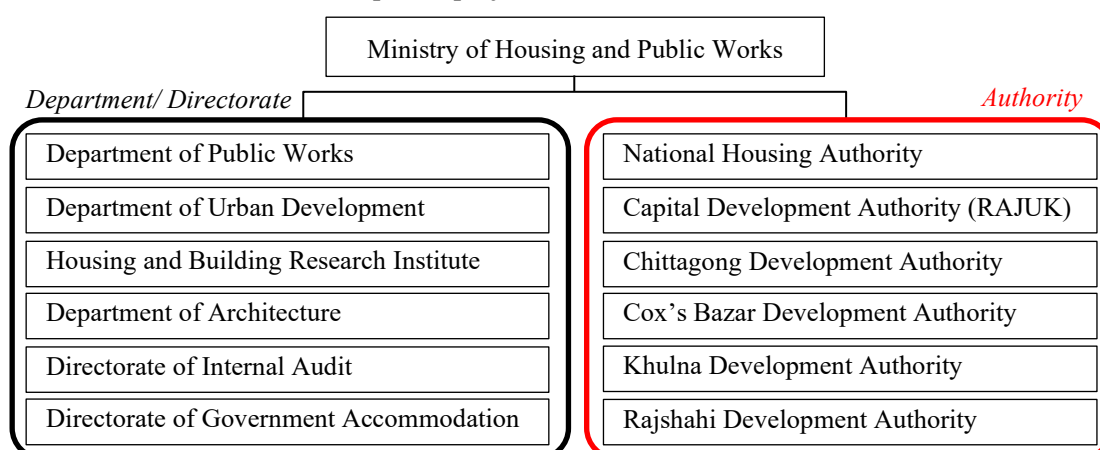 Ministry of Housing and Public Works
Department/ Directorate
Authority
Department of Public Works
Department of Urban Development
Housing and Building Research Institute
Department of Architecture
Directorate of Internal Audit
Directorate of Government Accommodation
National Housing Authority
Capital Development Authority (RAJUK)
Chittagong Development Authority
Cox’s Bazar Development Authority
Khulna Development Authority
Rajshahi Development Authority